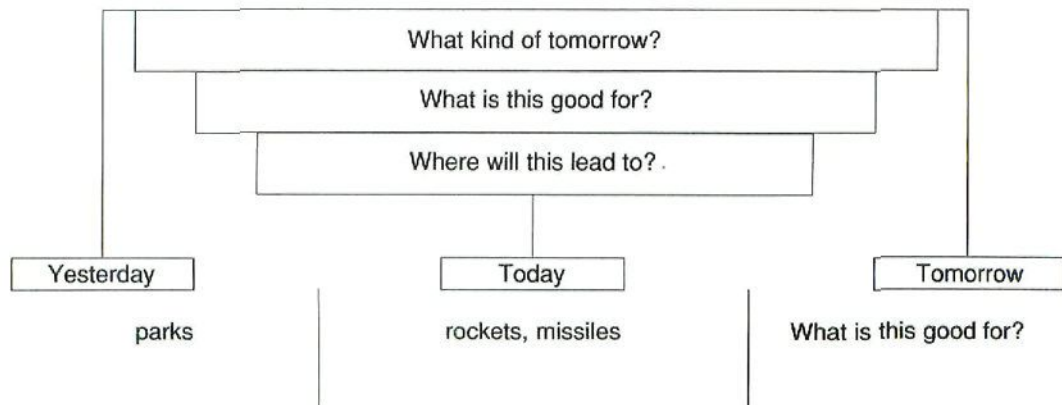 What kind of tomorrow?
What is this good for?
Where will this lead to?
Yesterday
Today
Tomorrow
parks
rockets, missiles
What is this good for?